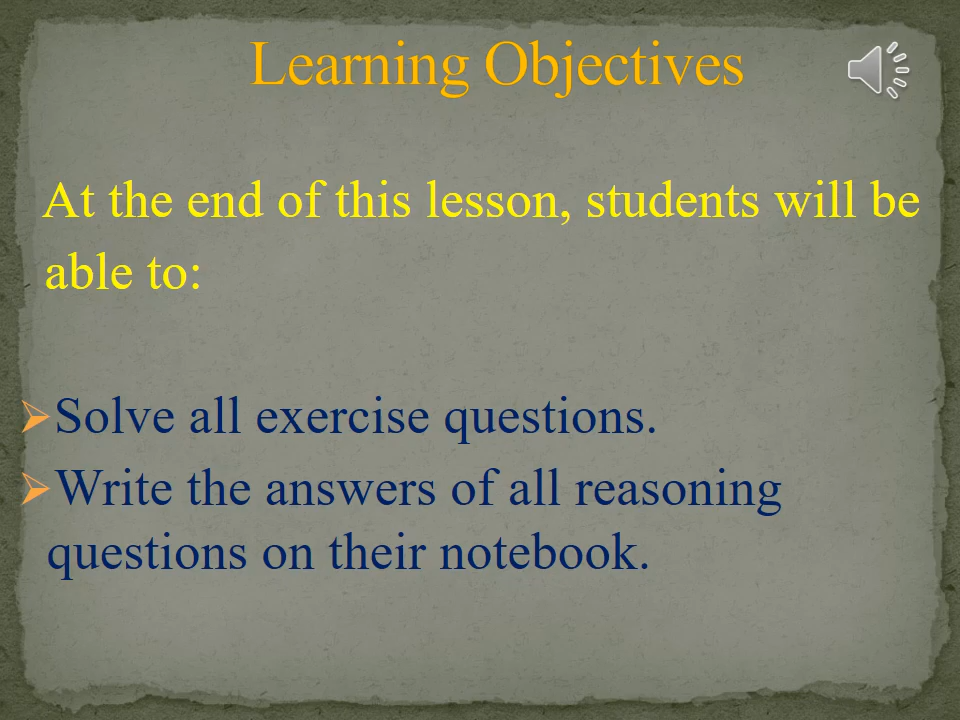 Learning Objectives
At the end of this lesson, students will be
able to:
Solve all exercise questions.
Write the answers of all reasoning
questions on their notebook.